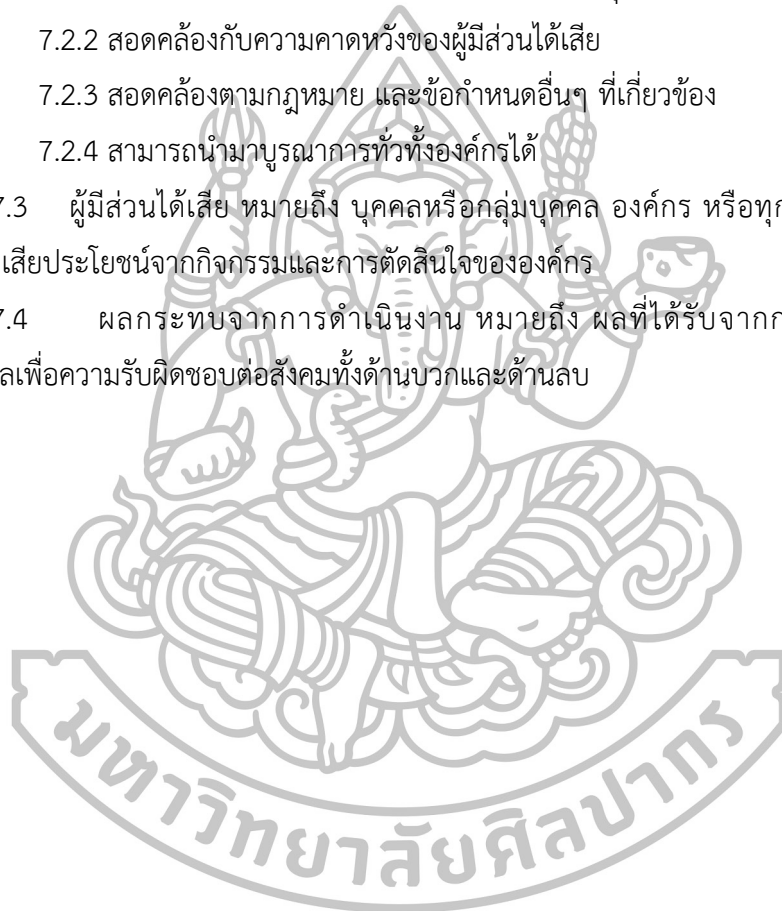 7.2.2 สอดคล้องกับความคาดหวังของผู้มีส่วนได้เสีย
7.2.3 สอดคล้องตามกฎหมาย และข้อกำหนดอื่นๆ ที่เกี่ยวข้อง
7.2.4 สามารถนำมาบูรณาการทั่วทั้งองค์กรได้
7.3 ผู้มีส่วนได้เสีย หมายถึง บุคคลหรือกลุ่มบุคคล องค์กร หรือทุก
เสียประโยชน์จากกิจกรรมและการตัดสินใจขององค์กร
7.4 ผลกระทบจากการดำเนินงาน หมายถึง ผลที่ได้รับจาก
ลเพื่อความรับผิดชอบต่อสังคมทั้งด้านบวกและด้านลบ
มหาวิทยาลัยศิลปากร